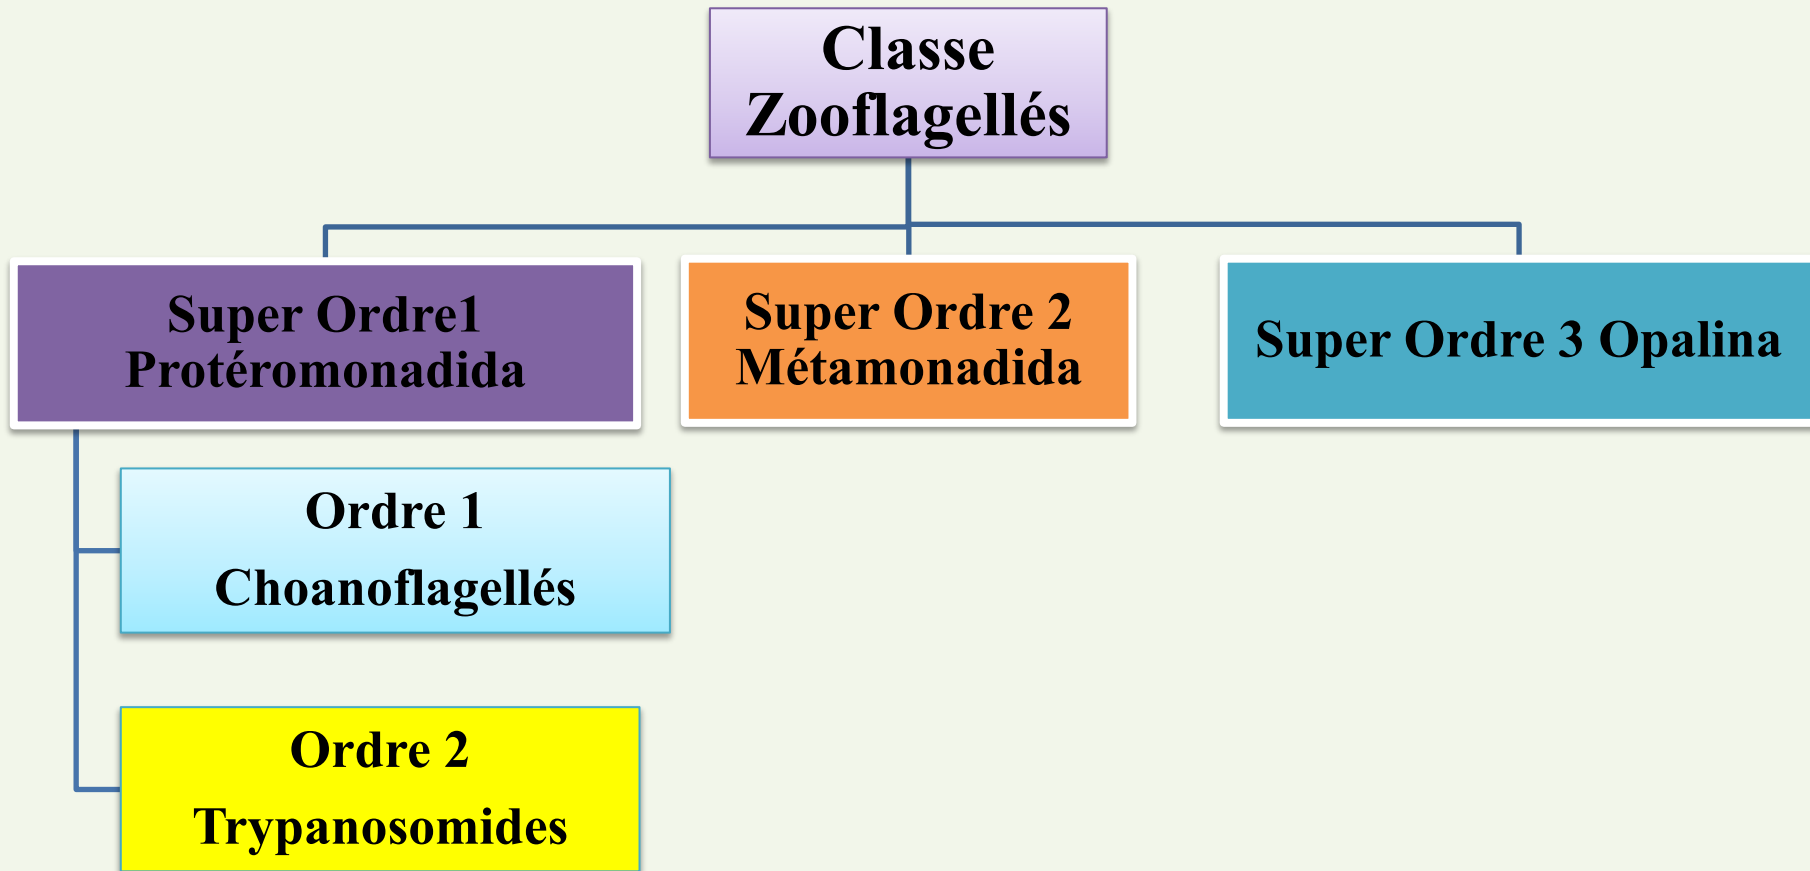 Classe
Zooflagellés
Super Ordre1
Protéromonadida
Super Ordre 2
Métamonadida
Super Ordre 3 Opalina
Ordre 1
Choanoflagellés
Ordre 2
Trypanosomides